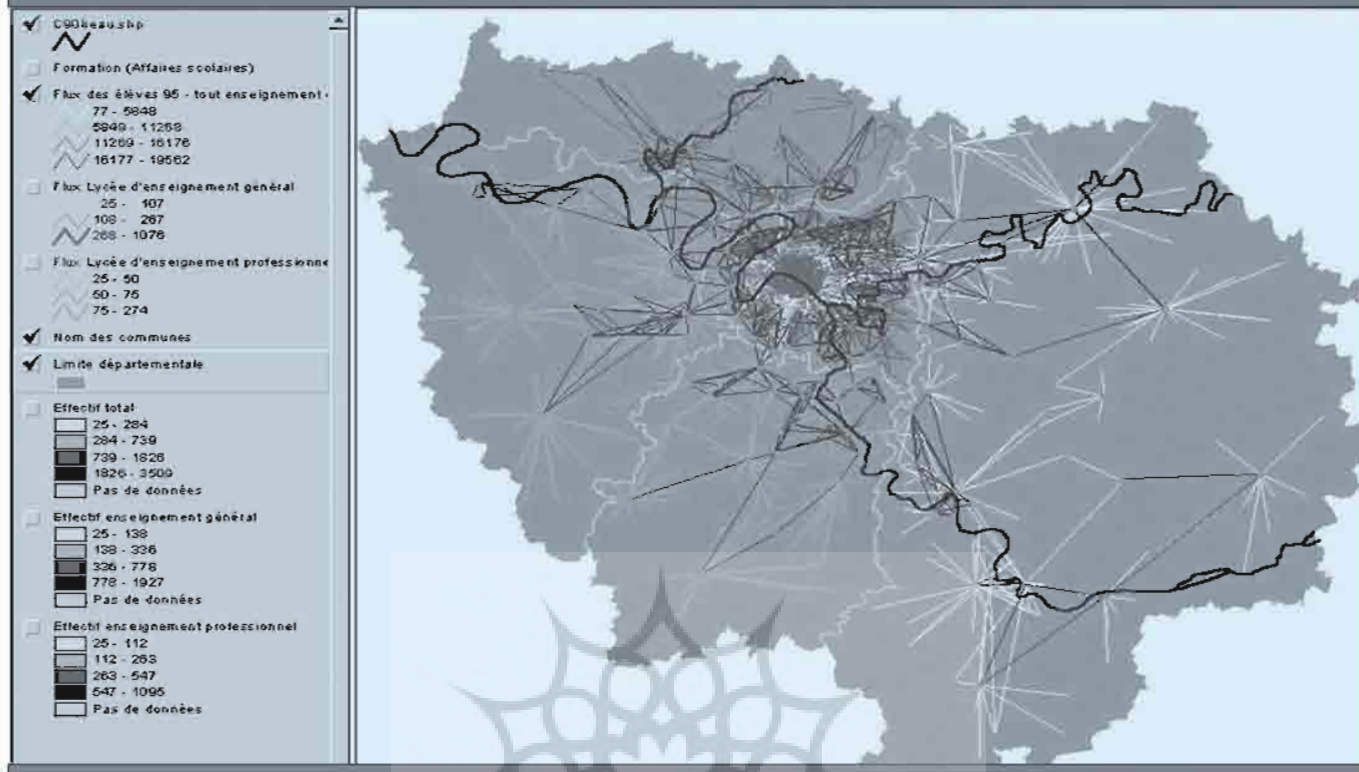 C90beau.shp
Formation (Affaires scolaires)
Flux des élèves 95 - tout enseignement
77 - 5848
5849 - 11268
11269 - 16176
16177 - 19562
Flux Lycée d'enseignement général
25 - 107
108 - 267
268 - 1076
Flux Lycée d'enseignement professionne
25 - 50
50 - 75
75 - 274
Nom des communes
Limite départementale
Effectif total
25 - 284
284 - 739
739 - 1826
1826 - 3509
Pas de données
Effectif enseignement général
25 - 138
138 - 336
336 - 778
778 - 1927
Pas de données
Effectif enseignement professionnel
25 - 112
112 - 263
263 - 547
547 - 1095
Pas de données